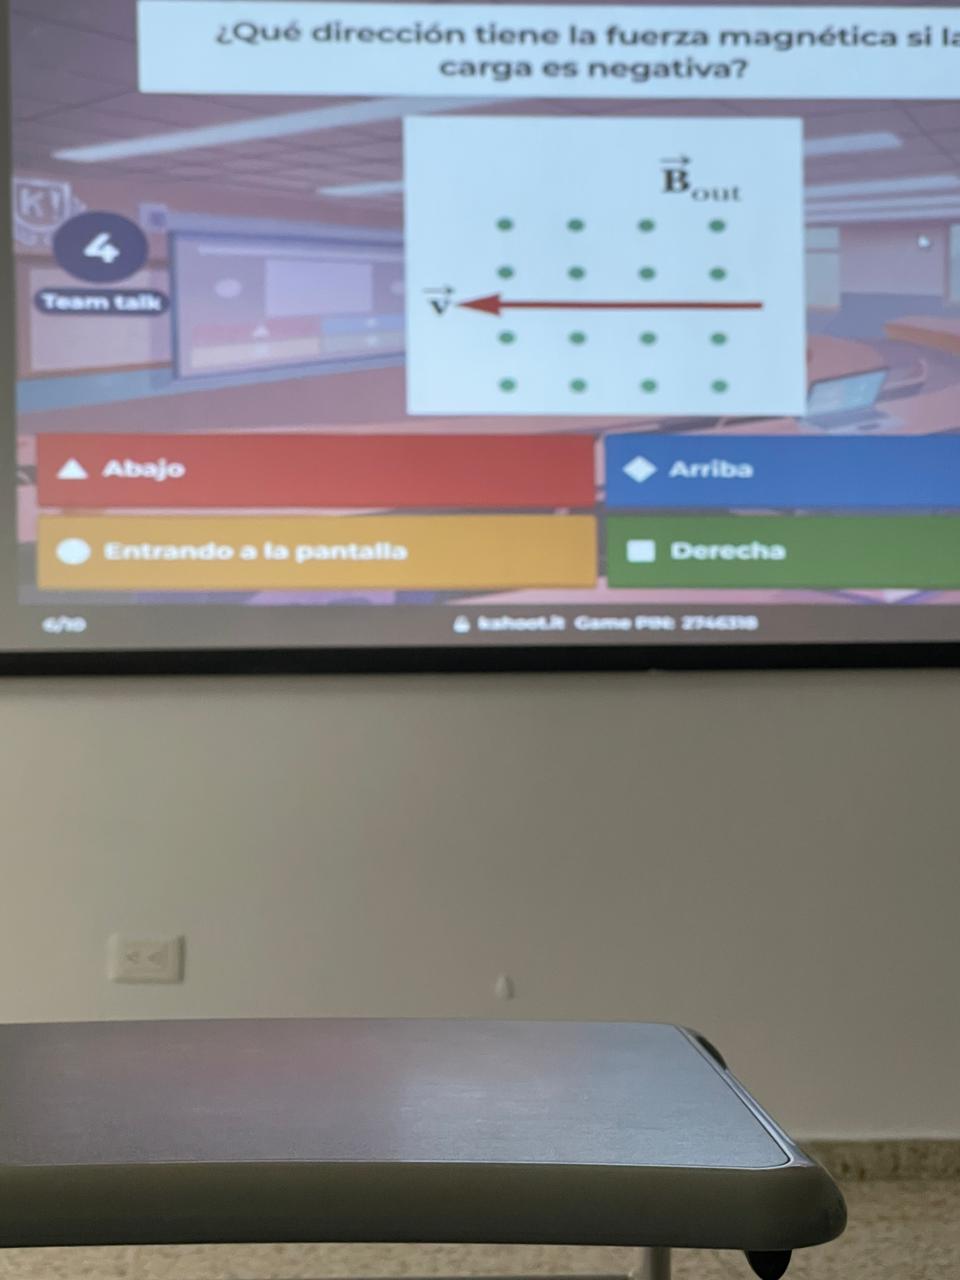 ¿Qué dirección tiene la fuerza magnética si la
carga es negativa?
K!
B out
4
Team talk
v
Abajo
Arriba
Entrando a la pantalla
Derecha
6/10
kahoot.it Game PIN: 2746318